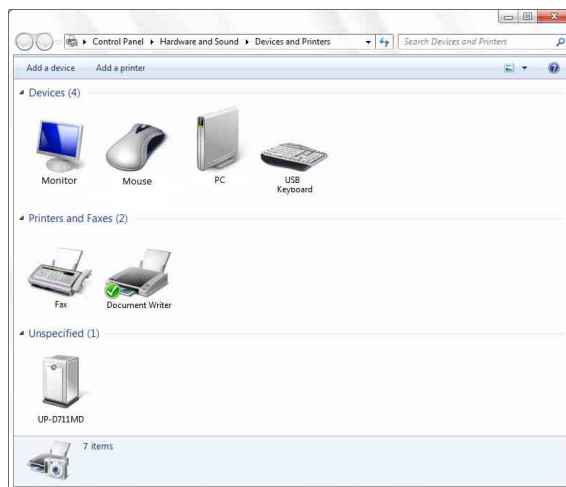 Control Panel ▸ Hardware and Sound ▸ Devices and Printers
Search Devices and Printers
Add a device Add a printer
Devices (4)
Monitor
Mouse
PC
USB
Keyboard
Printers and Faxes (2)
Fax
Document Writer
Unspecified (1)
UP-D711MD
7 items